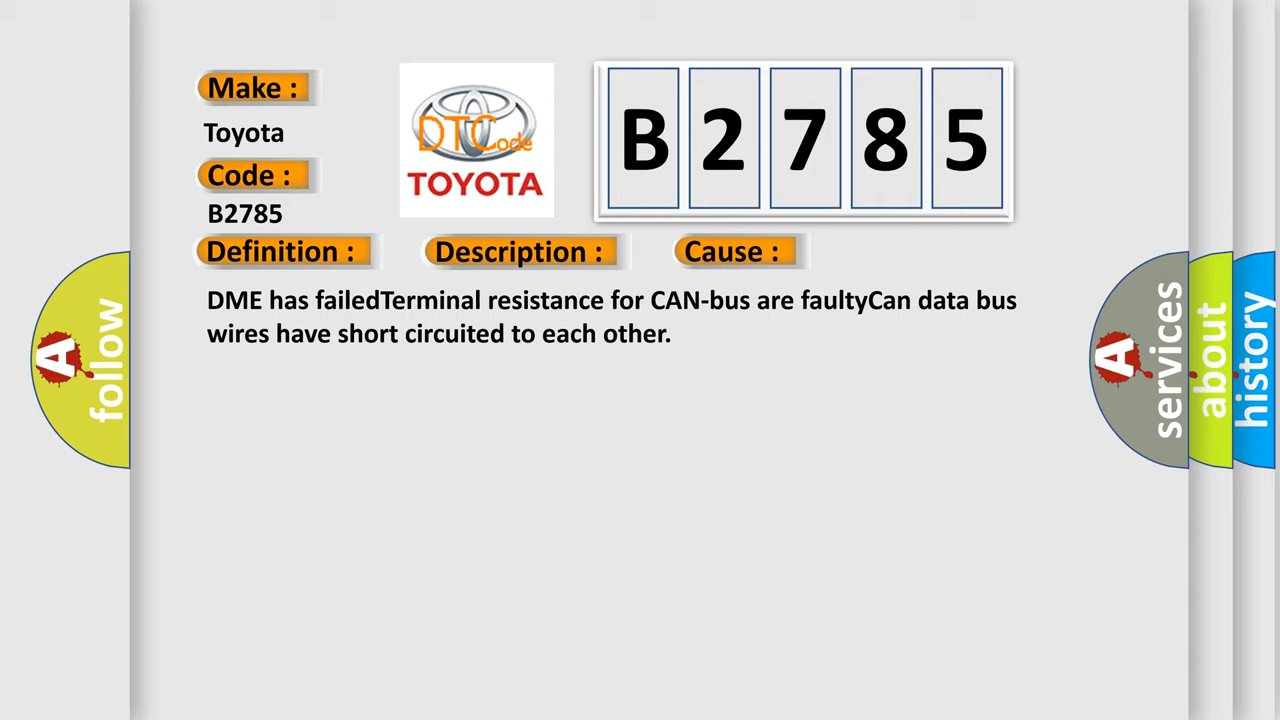 Make :
Toyota
Code :
B2785
DTCode
TOYOTA
B 2 7 8 5
Definition :
Description :
Cause :
DME has failedTerminal resistance for CAN-bus are faultyCan data bus
wires have short circuited to each other.
A follow
A services
about
history